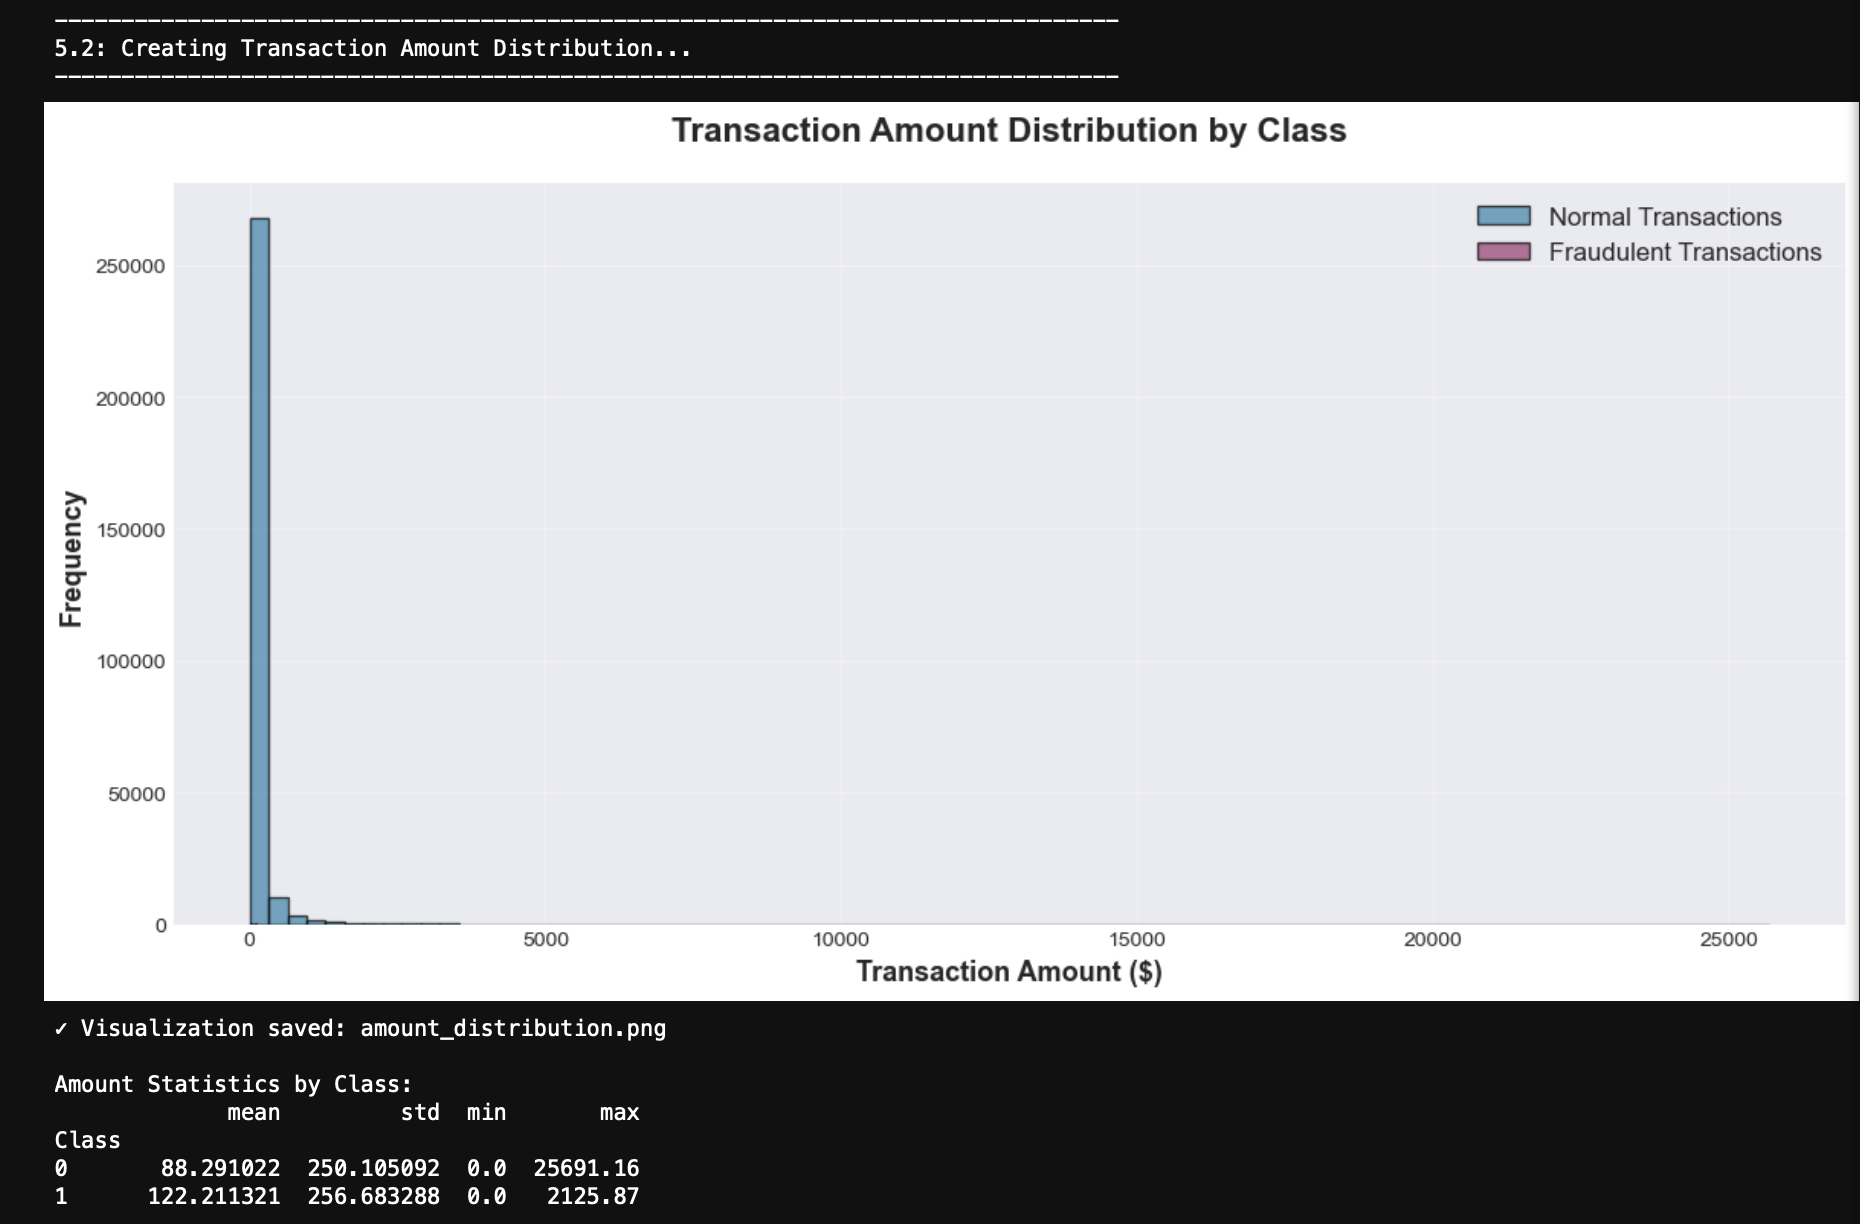 --------------------------------------------------------------------------------
5.2: Creating Transaction Amount Distribution...
--------------------------------------------------------------------------------
Transaction Amount Distribution by Class
Normal Transactions
Fraudulent Transactions
250000
200000
150000
100000
50000
0
Frequency
0 5000 10000 15000 20000 25000
Transaction Amount ($)
✓ Visualization saved: amount_distribution.png
Amount Statistics by Class:
mean std min max
Class
0 88.291022 250.105092 0.0 25691.16
1 122.211321 256.683288 0.0 2125.87